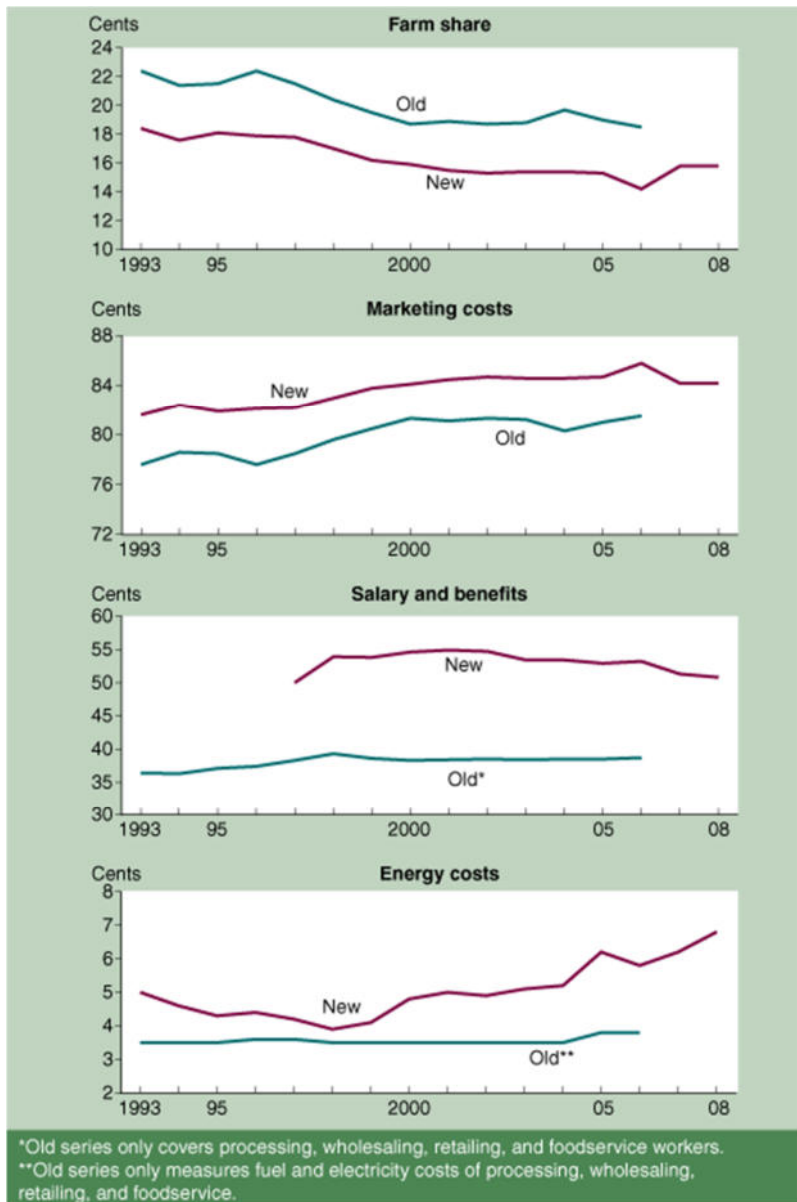 Farm share
Cents
24
22
20
18
16
14
12
10
Old
New
1993 95 2000 05 08
Marketing costs
Cents
88
84
80
76
72
New
Old
1993 95 2000 05 08
Salary and benefits
Cents
60
55
50
45
40
35
30
New
Old*
1993 95 2000 05 08
Energy costs
Cents
8
7
6
5
4
3
2
New
Old**
1993 95 2000 05 08
*Old series only covers processing, wholesaling, retailing, and foodservice workers.
**Old series only measures fuel and electricity costs of processing, wholesaling,
retailing, and foodservice.